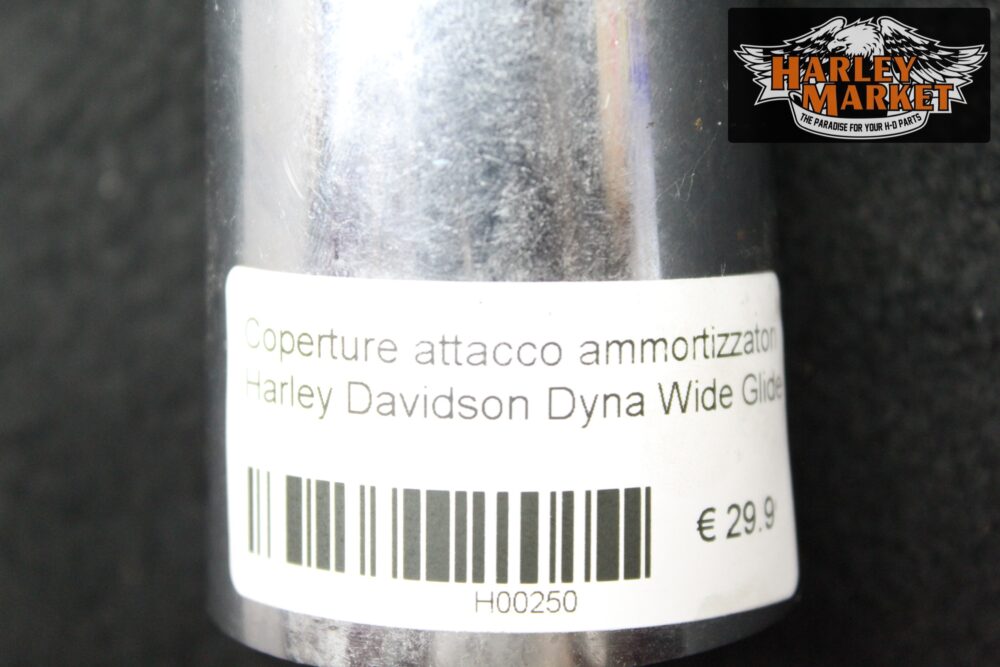 HARLEY
MARKET
THE PARADISE FOR YOUR H-D PARTS
Coperture attacco ammortizzatori
Harley Davidson Dyna Wide Glide
€ 29.9
H00250